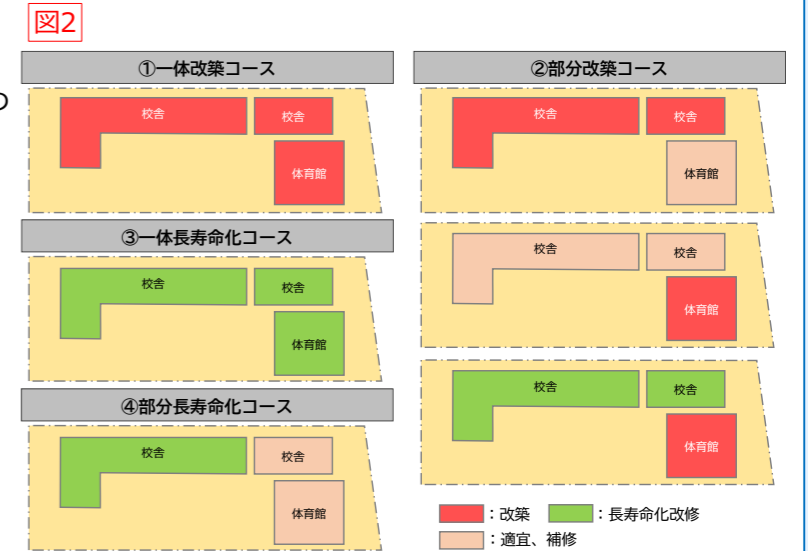 図2
①一体改築コース
校舎
校舎
体育館
③一体長寿命化コース
校舎
校舎
体育館
④部分長寿命化コース
校舎
校舎
体育館
②部分改築コース
校舎
校舎
体育館
校舎
校舎
体育館
校舎
校舎
体育館
：改築 ：長寿命化改修
：適宜、補修